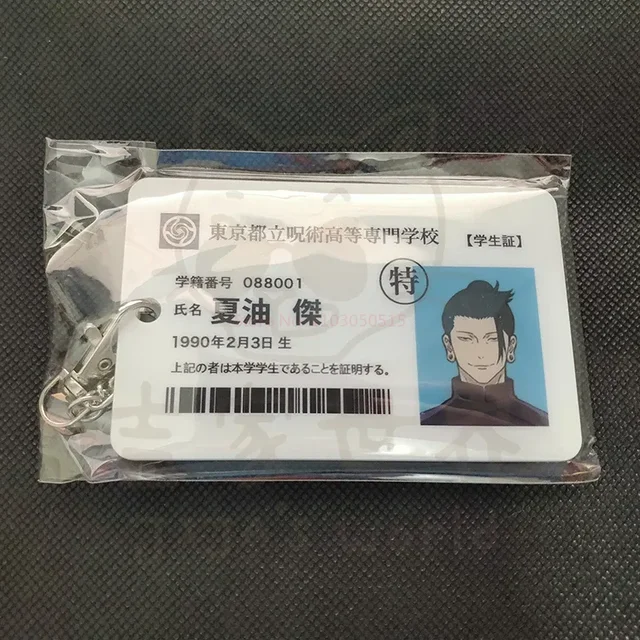 東京都立呪術高等専門学校 【学生証】
学籍番号 088001
特
氏名 夏油 傑
1990年2月3日 生
上記の者は本学学生であることを証明する。